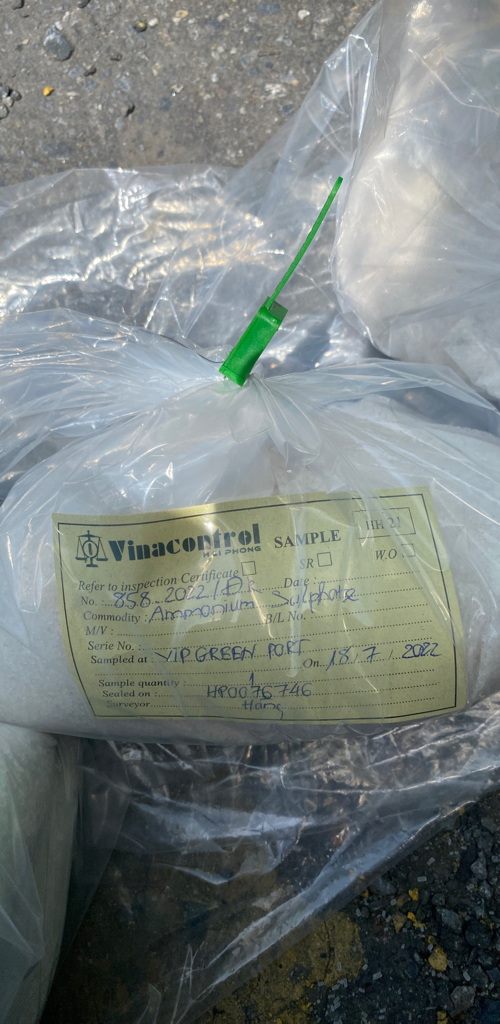 Vinacontrol
HAI PHONG
SAMPLE
HR 21
Refer to inspection Certificate SR W.O
No. 858 2022/ Date :
Commodity : Ammonium Sulphate B/L No. :
M/V :
Serie No. :
Sampled at : VIP GREEN PORT On 18 / 7 / 2022
Sample quantity : 1
Sealed on : HP0076746
Surveyor Hang